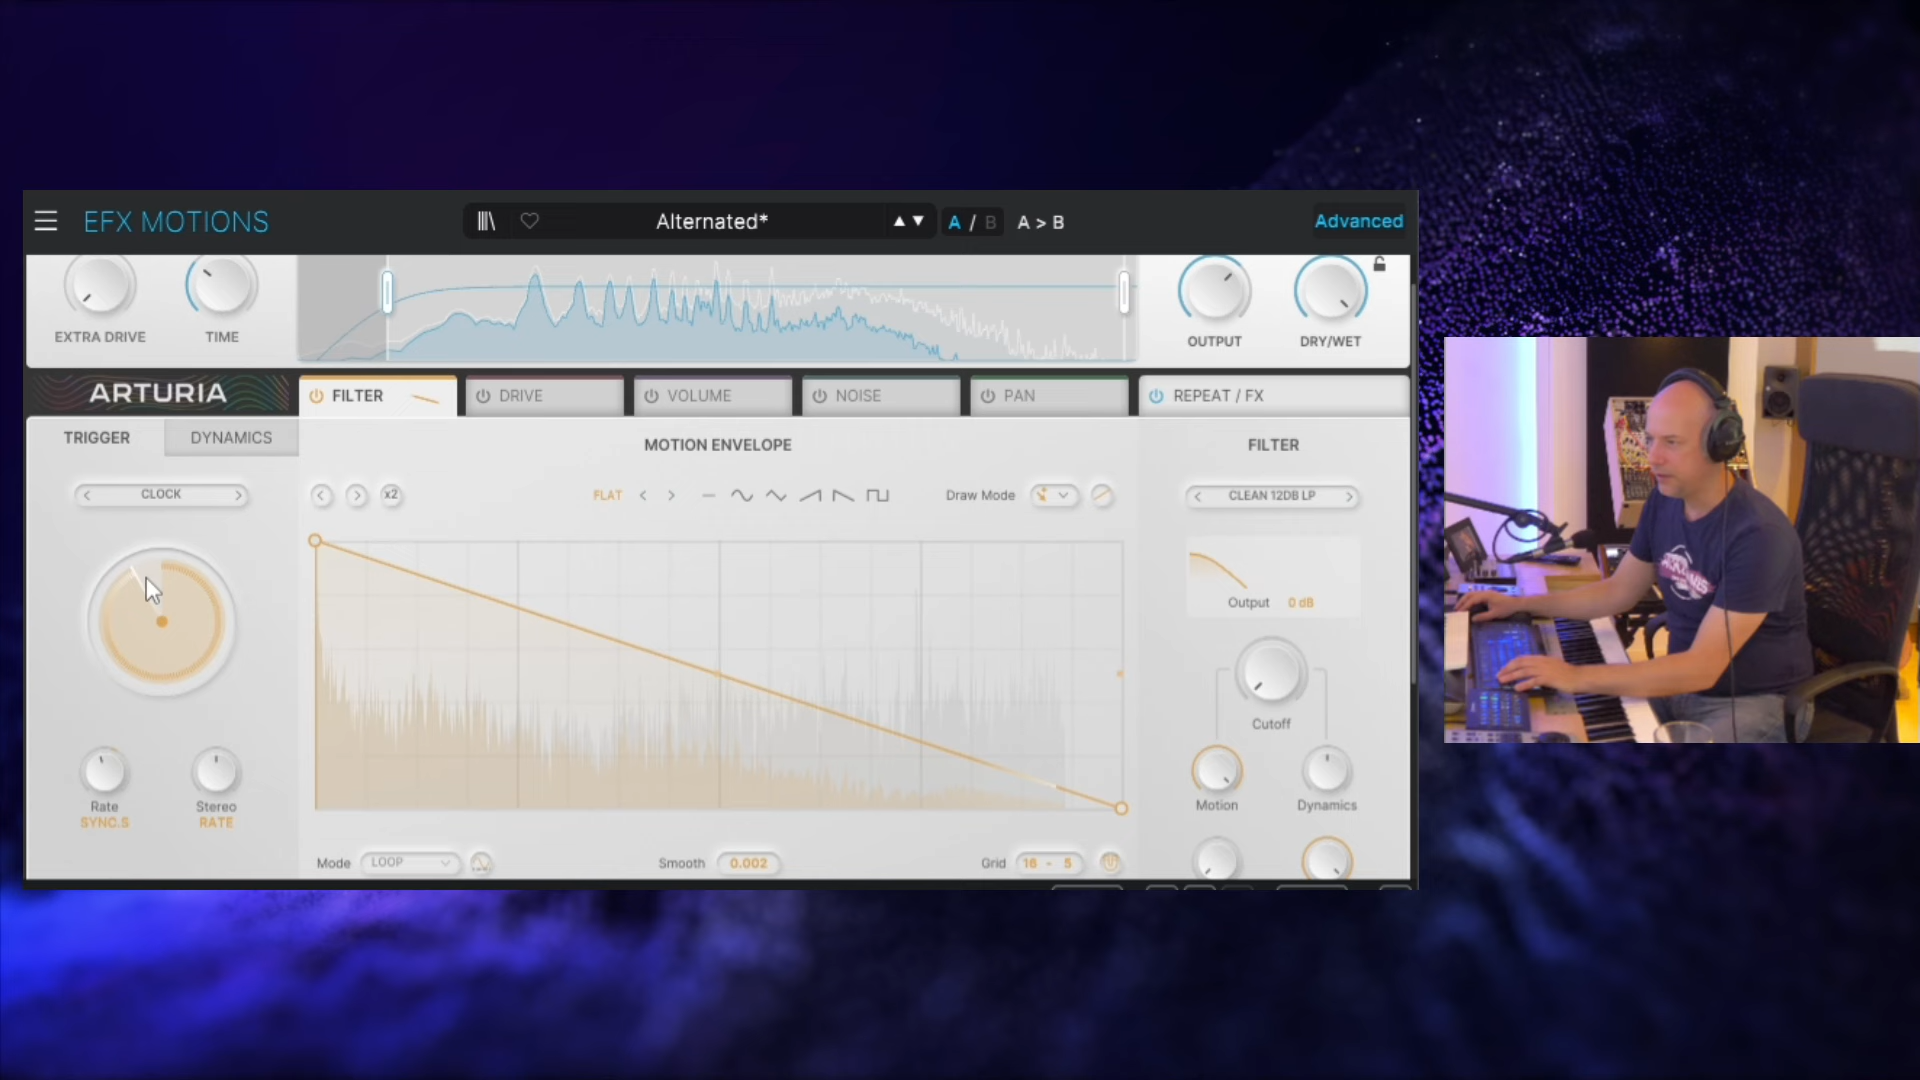 EFX MOTIONS
Alternated*
A / B
A > B
Advanced
EXTRA DRIVE
TIME
OUTPUT
DRY/WET
ARTURIA
FILTER
DRIVE
VOLUME
NOISE
PAN
REPEAT / FX
TRIGGER
DYNAMICS
MOTION ENVELOPE
FILTER
CLOCK
x2
FLAT
Draw Mode
CLEAN 12DB LP
Output 0 dB
Cutoff
Motion
Dynamics
Rate
SYNC.S
Stereo
RATE
Mode LOOP
Smooth 0.002
Grid 16 - 5